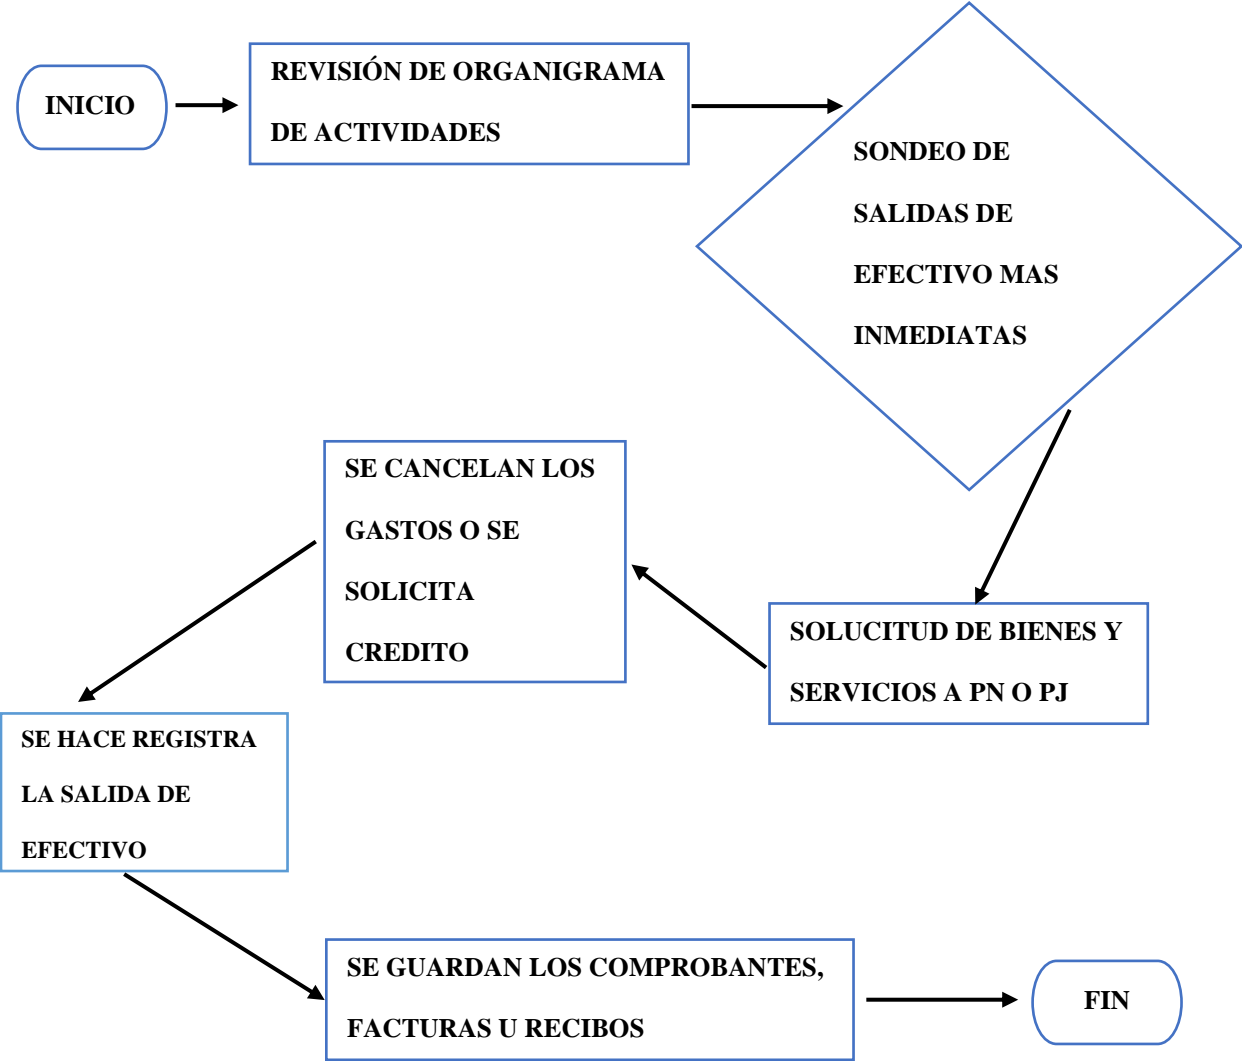 INICIO
REVISIÓN DE ORGANIGRAMA
DE ACTIVIDADES
SONDEO DE
SALIDAS DE
EFECTIVO MAS
INMEDIATAS
SOLUCITUD DE BIENES Y
SERVICIOS A PN O PJ
SE CANCELAN LOS
GASTOS O SE
SOLICITA
CREDITO
SE HACE REGISTRA
LA SALIDA DE
EFECTIVO
SE GUARDAN LOS COMPROBANTES,
FACTURAS U RECIBOS
FIN